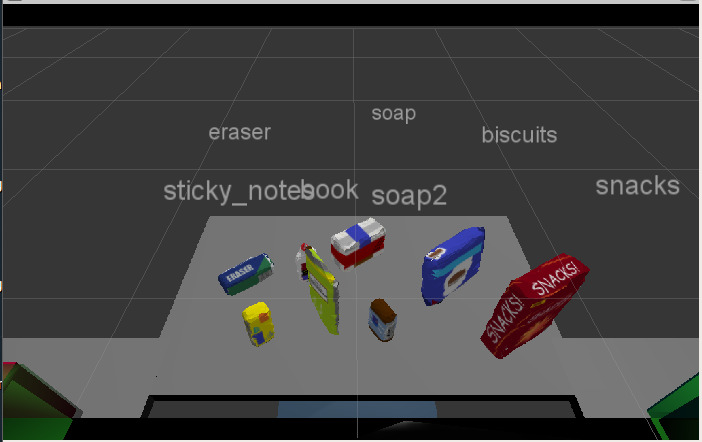 soap
eraser
biscuits
sticky_notes
book
soap2
snacks
ERASER
SNACKS!
SNACKS!